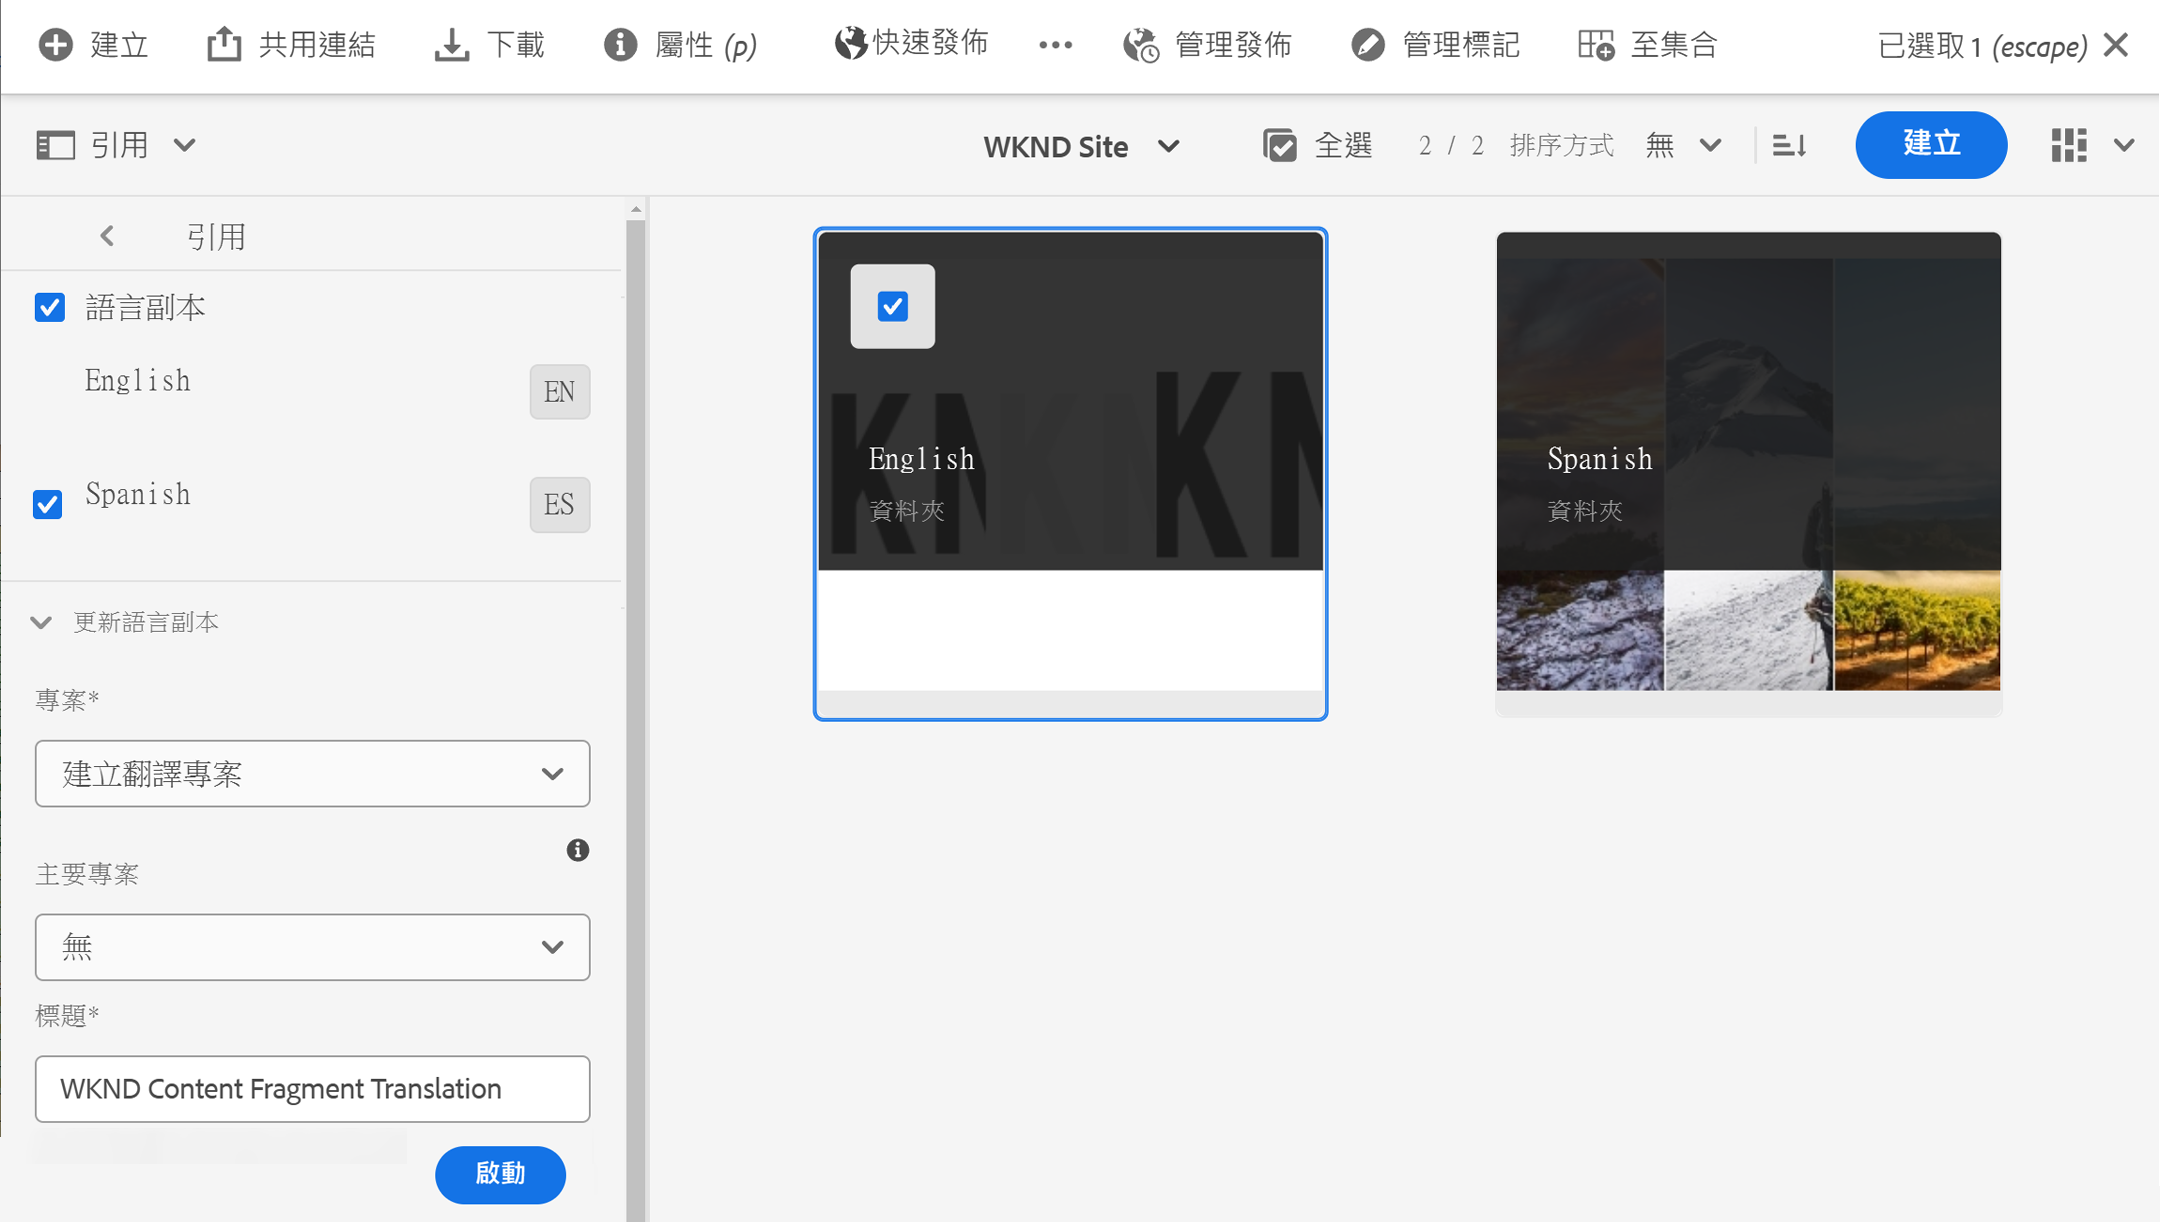 建立 共用連結 下載 屬性 (p) 快速發佈 管理發佈 管理標記 至集合 已選取 1 (escape)
引用 WKND Site 全選 2 / 2 排序方式 無 建立
引用
語言副本
English EN
Spanish ES
更新語言副本
專案*
建立翻譯專案
主要專案
無
標題*
WKND Content Fragment Translation
啟動
KN KN KN
English
資料夾
Spanish
資料夾